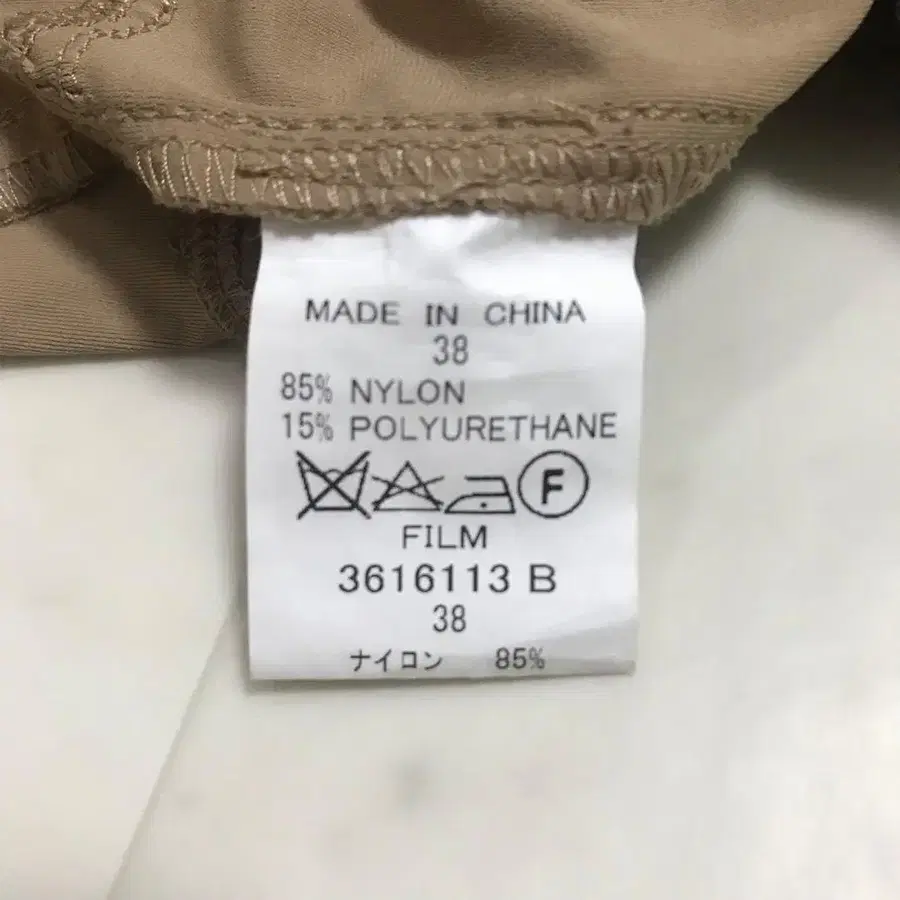 MADE IN CHINA
38
85% NYLON
15% POLYURETHANE
F
FILM
3616113 B
38
ナイロン 85%